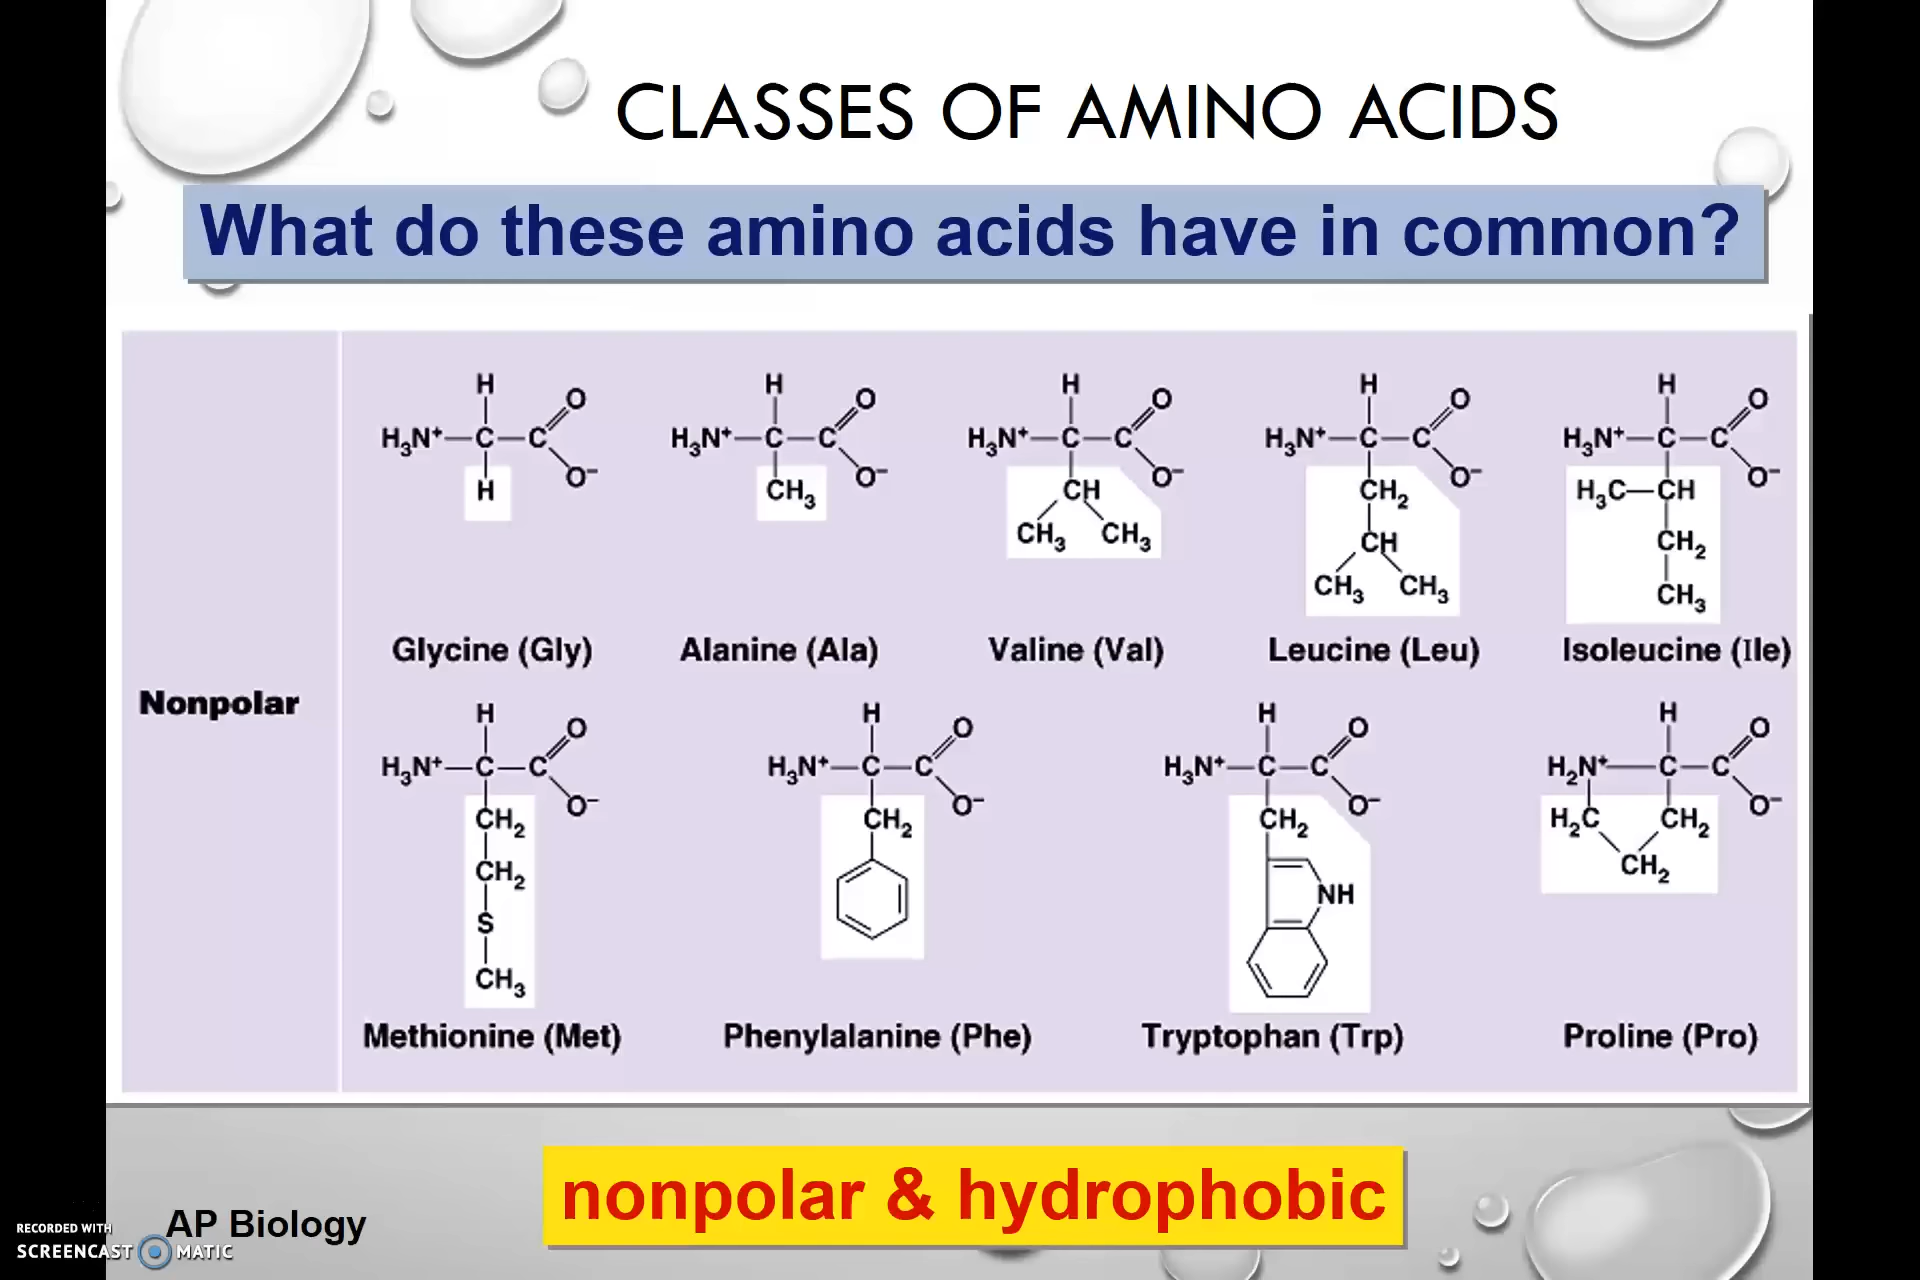 CLASSES OF AMINO ACIDS
What do these amino acids have in common?
H H H H H
O O O O O
H₃N⁺—C—C H₃N⁺—C—C H₃N⁺—C—C H₃N⁺—C—C H₃N⁺—C—C
O⁻ O⁻ O⁻ O⁻ O⁻
H CH₃ CH CH₂ H₃C—CH
CH₃ CH₃ CH CH₂
CH₃ CH₃ CH₃
Glycine (Gly) Alanine (Ala) Valine (Val) Leucine (Leu) Isoleucine (Ile)
Nonpolar
H H H H
O O O O
H₃N⁺—C—C H₃N⁺—C—C H₃N⁺—C—C H₂N⁺—C—C
O⁻ O⁻ O⁻ O⁻
CH₂ CH₂ CH₂ H₂C CH₂
CH₂ CH₂
NH
S
CH₃
Methionine (Met) Phenylalanine (Phe) Tryptophan (Trp) Proline (Pro)
nonpolar & hydrophobic
AP Biology
RECORDED WITH
SCREENCAST MATIC